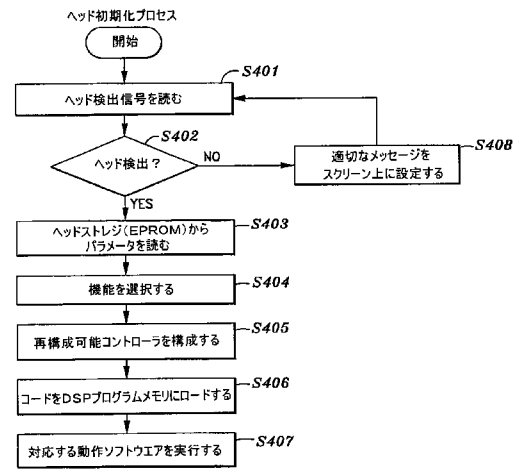 ヘッド初期化プロセス
開始
S401
ヘッド検出信号を読む
S402
ヘッド検出？
NO
YES
S408
適切なメッセージを
スクリーン上に設定する
S403
ヘッドストレジ(EPROM)から
パラメータを読む
S404
機能を選択する
S405
再構成可能コントローラを構成する
S406
コードをDSPプログラムメモリにロードする
S407
対応する動作ソフトウエアを実行する